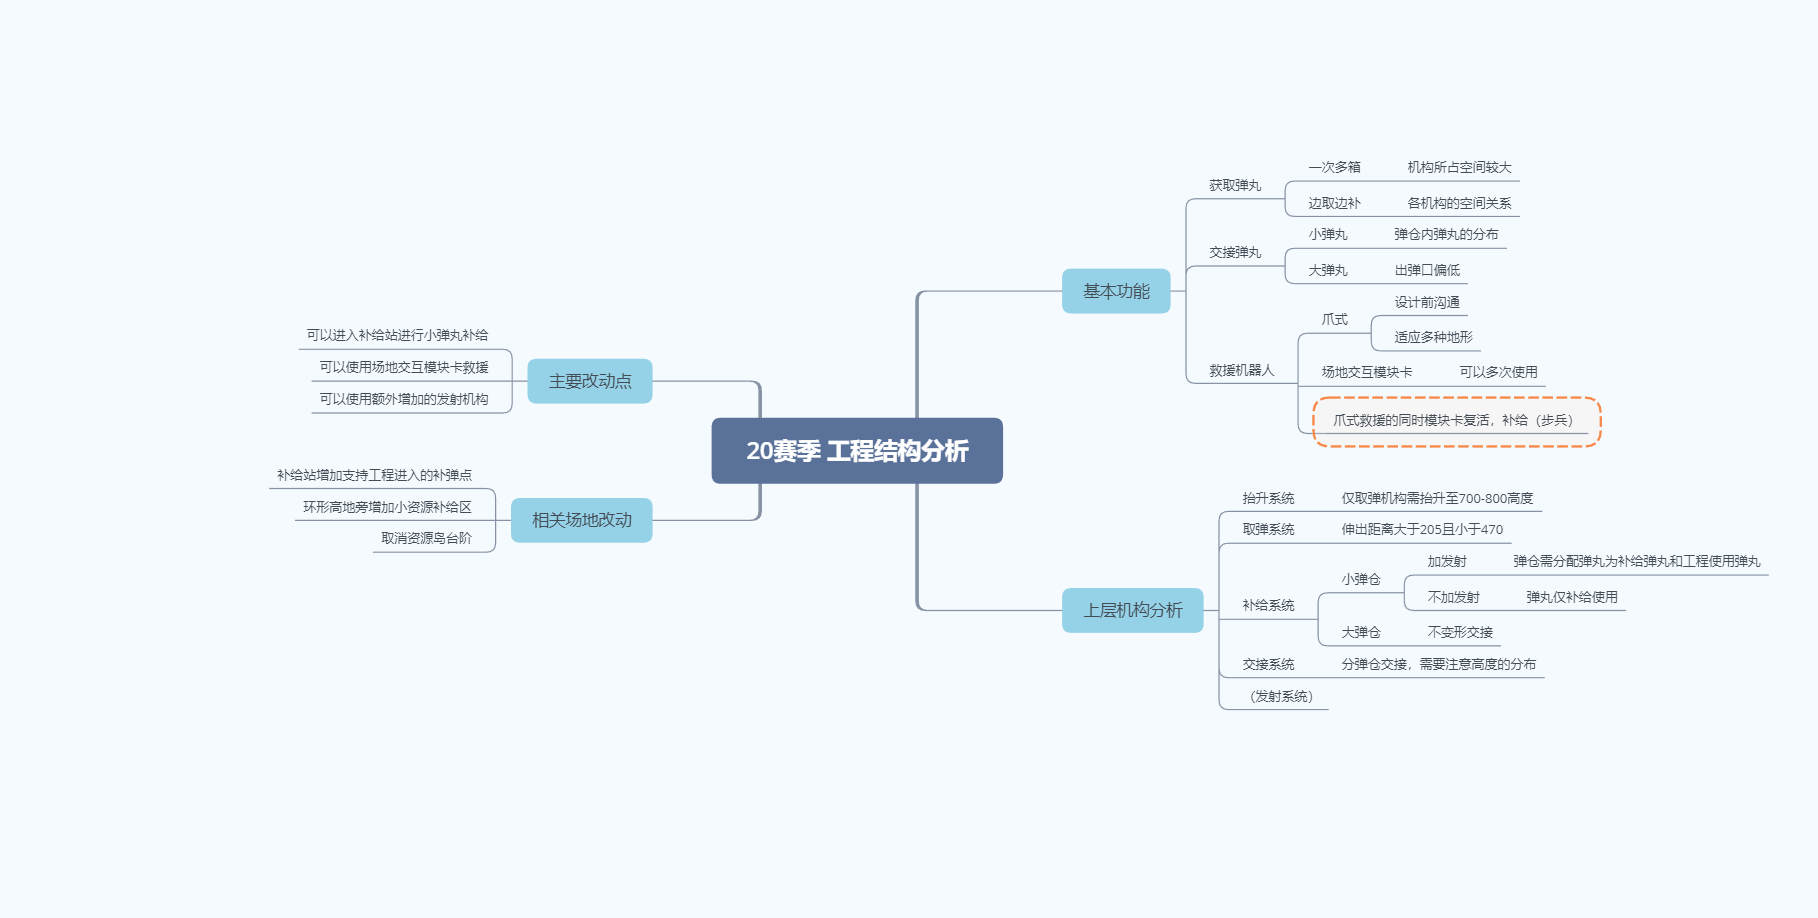 20赛季 工程结构分析
基本功能
获取弹丸
一次多箱
机构所占空间较大
边取边补
各机构的空间关系
交接弹丸
小弹丸
弹仓内弹丸的分布
大弹丸
出弹口偏低
救援机器人
爪式
设计前沟通
适应多种地形
场地交互模块卡
可以多次使用
爪式救援的同时模块卡复活，补给（步兵）
上层机构分析
抬升系统
仅取弹机构需抬升至700-800高度
取弹系统
伸出距离大于205且小于470
补给系统
小弹仓
加发射
弹仓需分配弹丸为补给弹丸和工程使用弹丸
不加发射
弹丸仅补给使用
大弹仓
不变形交接
交接系统
分弹仓交接，需要注意高度的分布
（发射系统）
主要改动点
可以进入补给站进行小弹丸补给
可以使用场地交互模块卡救援
可以使用额外增加的发射机构
相关场地改动
补给站增加支持工程进入的补弹点
环形高地旁增加小资源补给区
取消资源岛台阶